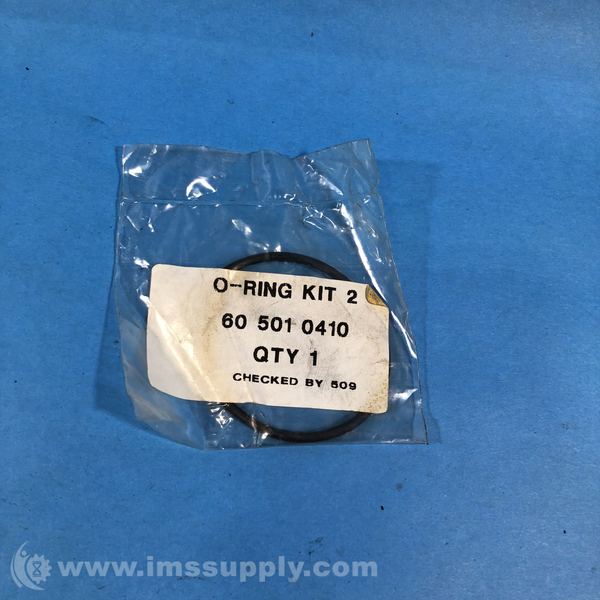 O-RING KIT 2
60 501 0410
QTY 1
CHECKED BY 509
www.imssupply.com